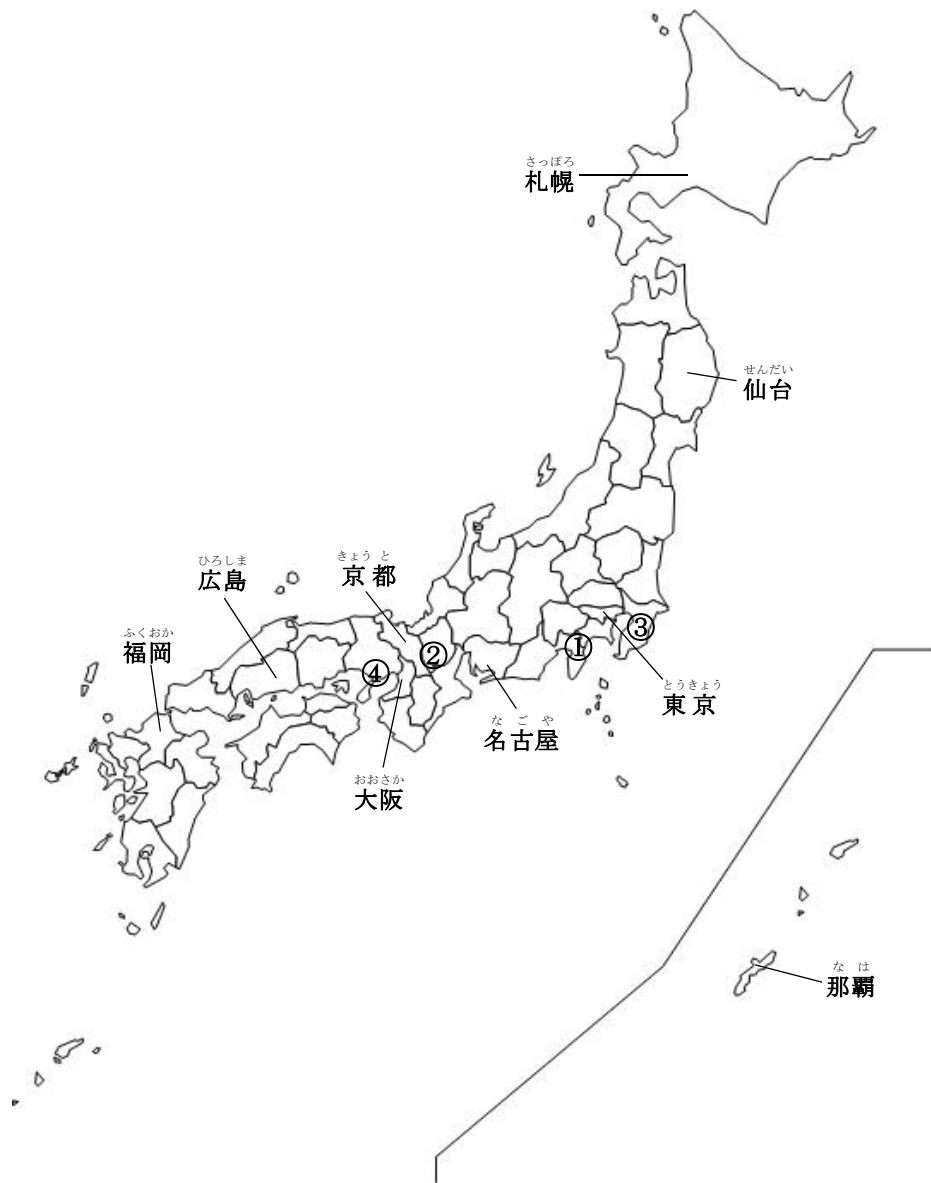 さっぽろ
札幌
せんだい
仙台
ひろしま
広島
きょう と
京都
ふくおか
福岡
④
②
①
③
とうきょう
東京
な ご や
名古屋
おおさか
大阪
な は
那覇